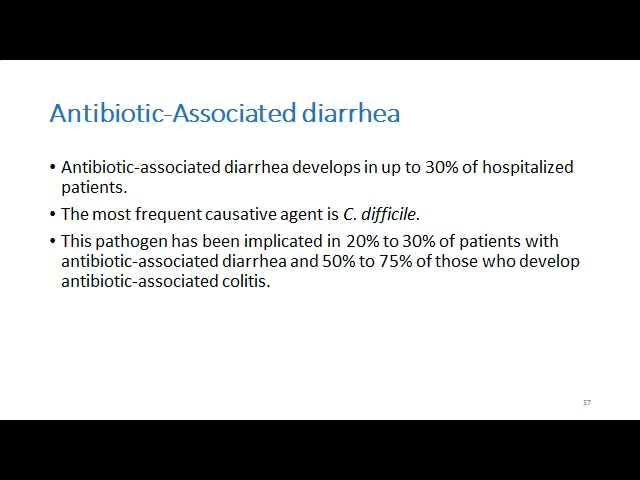 Antibiotic-Associated diarrhea
• Antibiotic-associated diarrhea develops in up to 30% of hospitalized
patients.
• The most frequent causative agent is C. difficile.
• This pathogen has been implicated in 20% to 30% of patients with
antibiotic-associated diarrhea and 50% to 75% of those who develop
antibiotic-associated colitis.
37